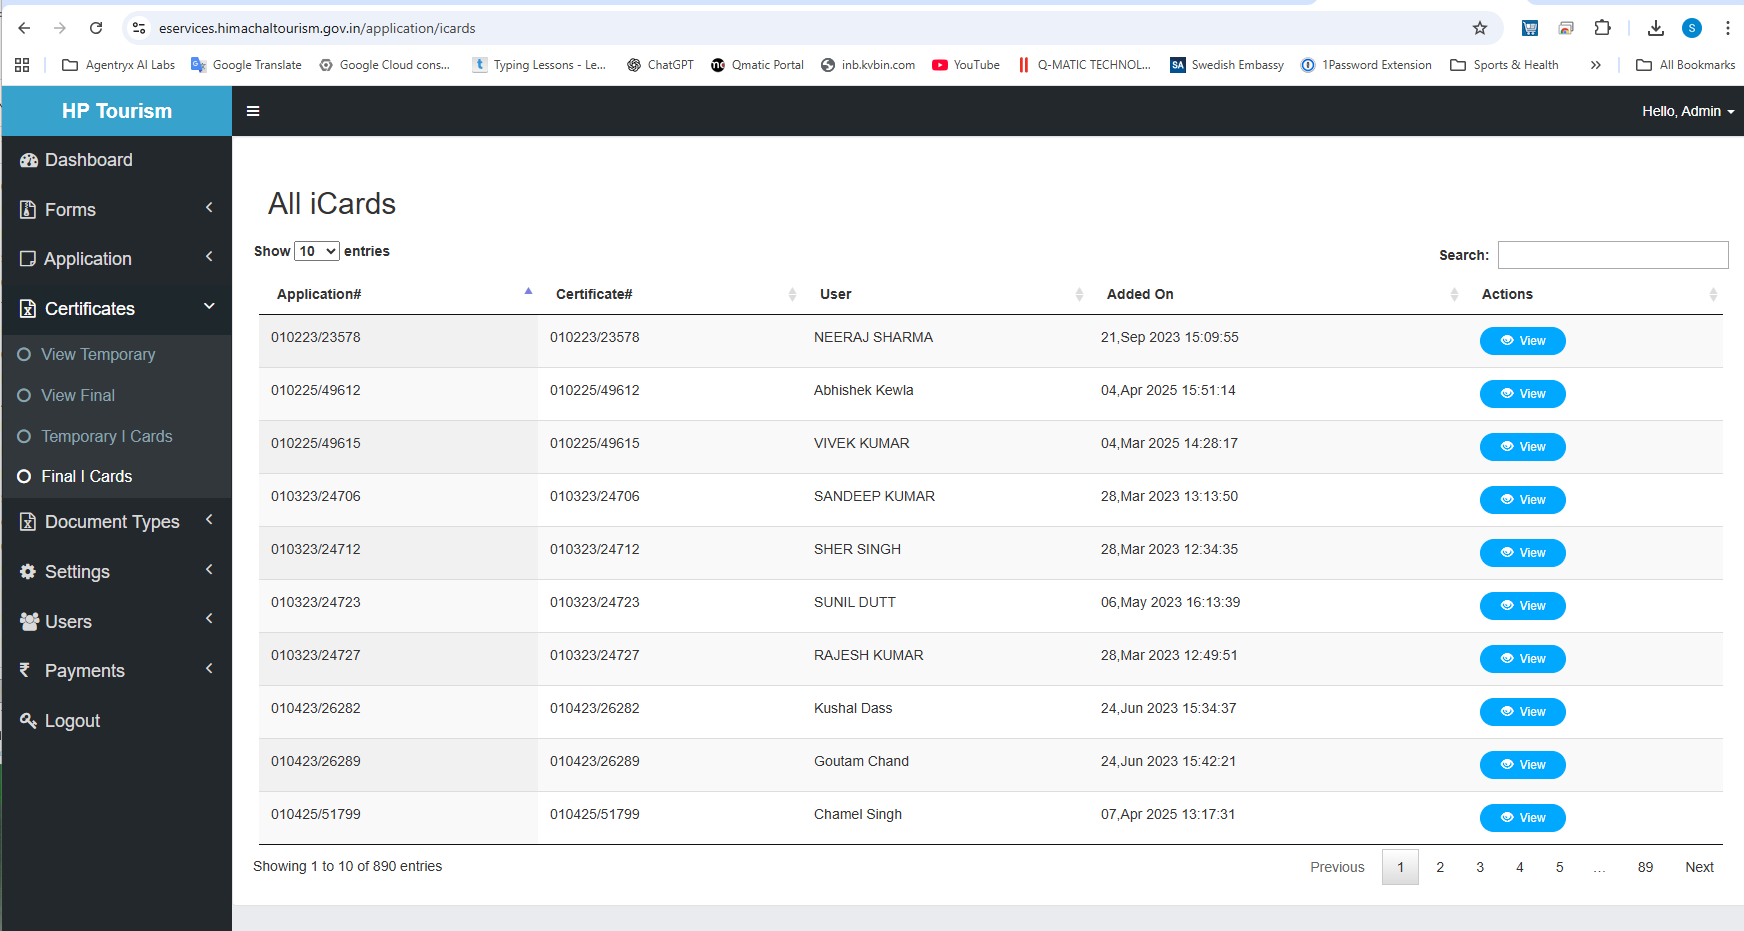 eservices.himachaltourism.gov.in/application/icards
S
Agentryx AI Labs
Google Translate
Google Cloud cons...
Typing Lessons - Le...
ChatGPT
Qmatic Portal
inb.kvbin.com
YouTube
Q-MATIC TECHNOL...
SA Swedish Embassy
1Password Extension
Sports & Health
»
All Bookmarks
HP Tourism
Hello, Admin
Dashboard
Forms
Application
Certificates
View Temporary
View Final
Temporary I Cards
Final I Cards
Document Types
Settings
Users
₹ Payments
Logout
All iCards
Show 10 entries
Search:
Application# Certificate# User Added On Actions
010223/23578 010223/23578 NEERAJ SHARMA 21,Sep 2023 15:09:55 View
010225/49612 010225/49612 Abhishek Kewla 04,Apr 2025 15:51:14 View
010225/49615 010225/49615 VIVEK KUMAR 04,Mar 2025 14:28:17 View
010323/24706 010323/24706 SANDEEP KUMAR 28,Mar 2023 13:13:50 View
010323/24712 010323/24712 SHER SINGH 28,Mar 2023 12:34:35 View
010323/24723 010323/24723 SUNIL DUTT 06,May 2023 16:13:39 View
010323/24727 010323/24727 RAJESH KUMAR 28,Mar 2023 12:49:51 View
010423/26282 010423/26282 Kushal Dass 24,Jun 2023 15:34:37 View
010423/26289 010423/26289 Goutam Chand 24,Jun 2023 15:42:21 View
010425/51799 010425/51799 Chamel Singh 07,Apr 2025 13:17:31 View
Showing 1 to 10 of 890 entries
Previous 1 2 3 4 5 … 89 Next